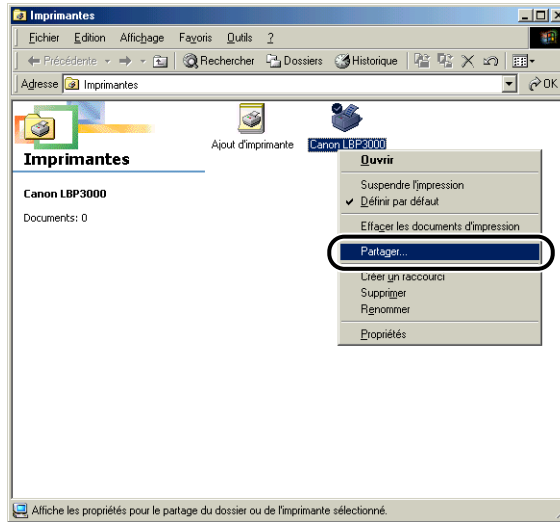 Imprimantes
Fichier Edition Affichage Favoris Outils ?
Précédente Rechercher Dossiers Historique
Adresse Imprimantes OK
Ajout d'imprimante Canon LBP3000
Imprimantes
Canon LBP3000
Documents: 0
Ouvrir
Suspendre l'impression
Définir par défaut
Effacer les documents d'impression
Partager...
Créer un raccourci
Supprimer
Renommer
Propriétés
Affiche les propriétés pour le partage du dossier ou de l'imprimante sélectionné.